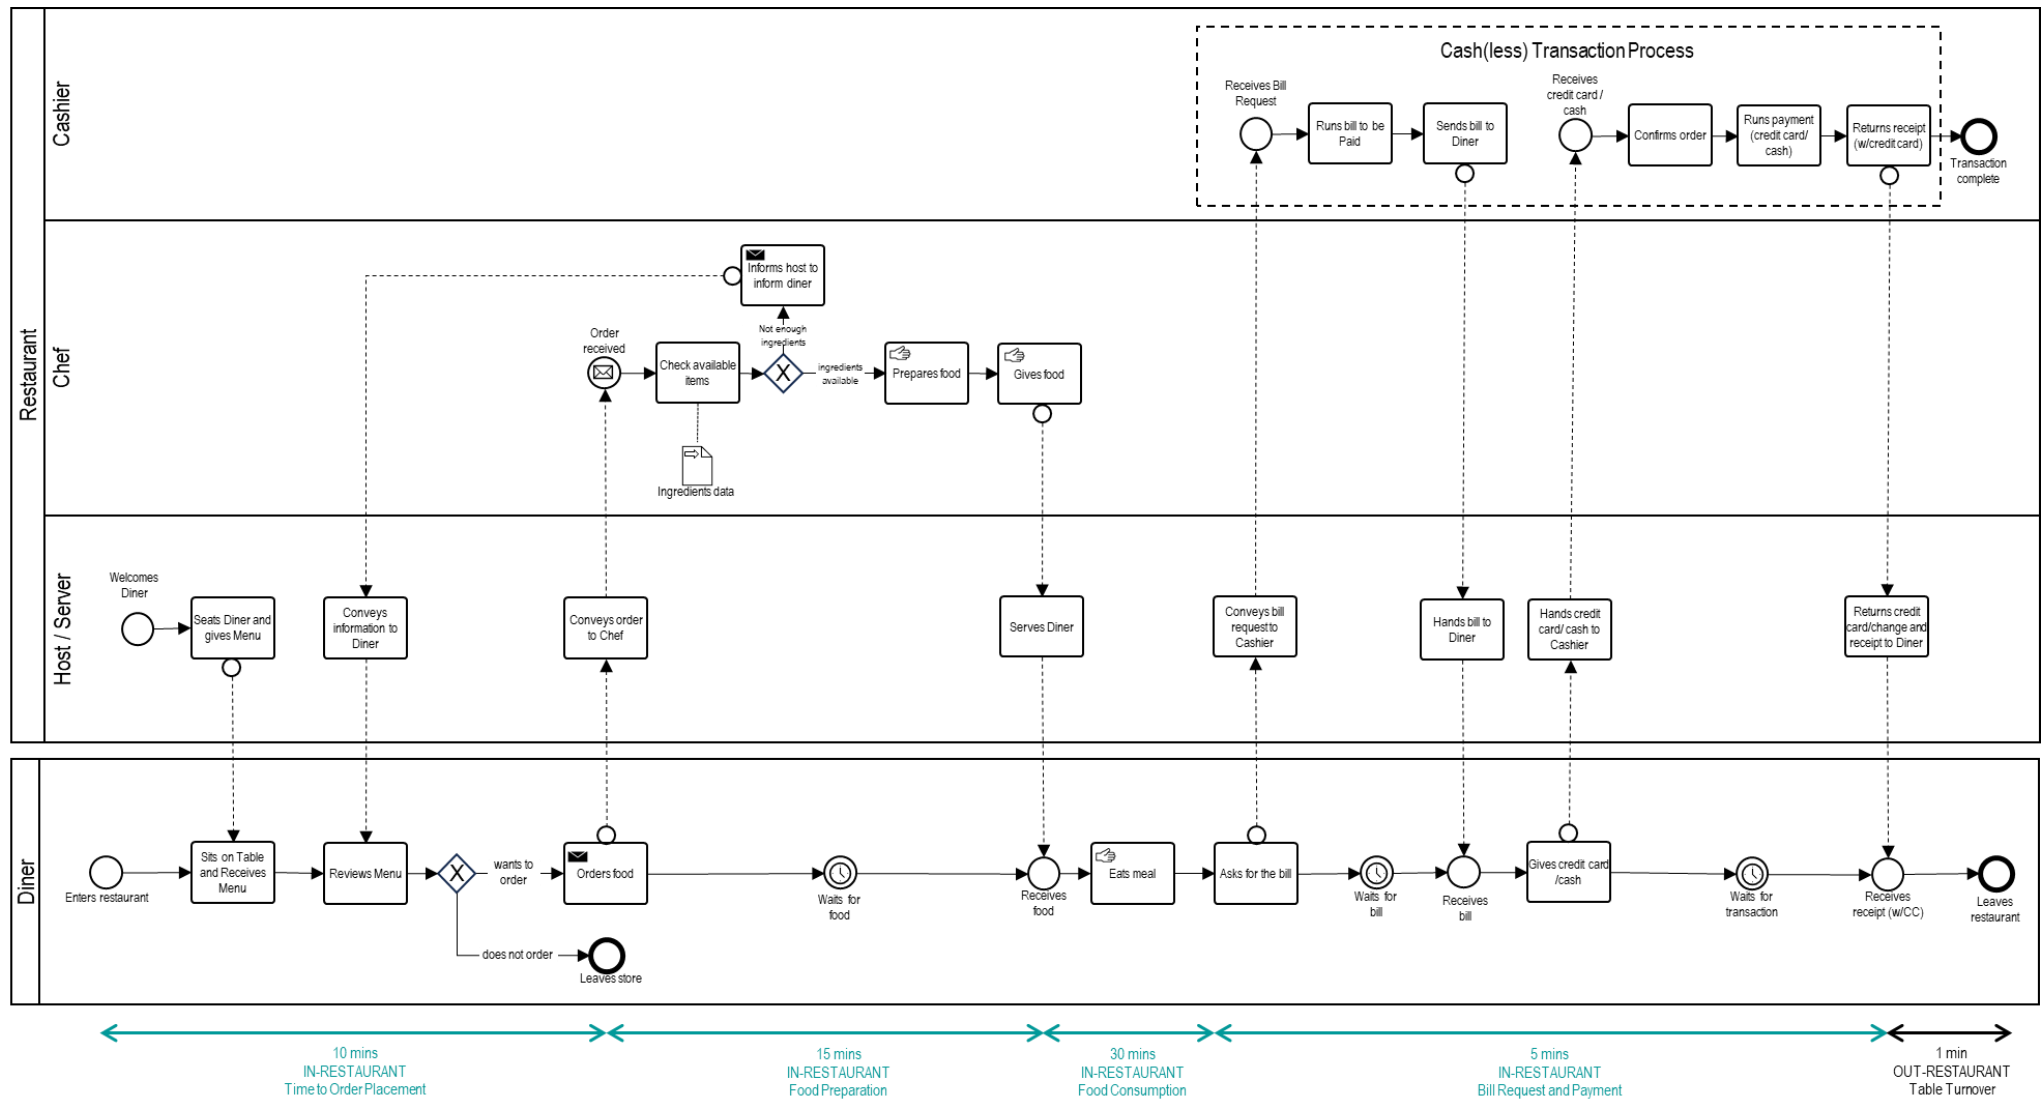 Restaurant
Cashier
Cash(less) Transaction Process
Receives Bill
Request
Runs bill to be
Paid
Sends bill to
Diner
Receives
credit card /
cash
Confirms order
Runs payment
(credit card/
cash)
Returns receipt
(w/credit card)
Transaction
complete
Chef
Informs host to
inform diner
Not enough
ingredients
Order
received
Check available
items
X
ingredients
available
Prepares food
Gives food
Ingredients data
Host / Server
Welcomes
Diner
Seats Diner and
gives Menu
Conveys
information to
Diner
Conveys order
to Chef
Serves Diner
Conveys bill
request to
Cashier
Hands bill to
Diner
Hands credit
card/ cash to
Cashier
Returns credit
card/change and
receipt to Diner
Diner
Enters restaurant
Sits on Table
and Receives
Menu
Reviews Menu
X
wants to
order
does not order
Leaves store
Orders food
Waits for
food
Receives
food
Eats meal
Asks for the bill
Waits for
bill
Receives
bill
Gives credit card
/cash
Waits for
transaction
Receives
receipt (w/CC)
Leaves
restaurant
10 mins
IN-RESTAURANT
Time to Order Placement
15 mins
IN-RESTAURANT
Food Preparation
30 mins
IN-RESTAURANT
Food Consumption
5 mins
IN-RESTAURANT
Bill Request and Payment
1 min
OUT-RESTAURANT
Table Turnover